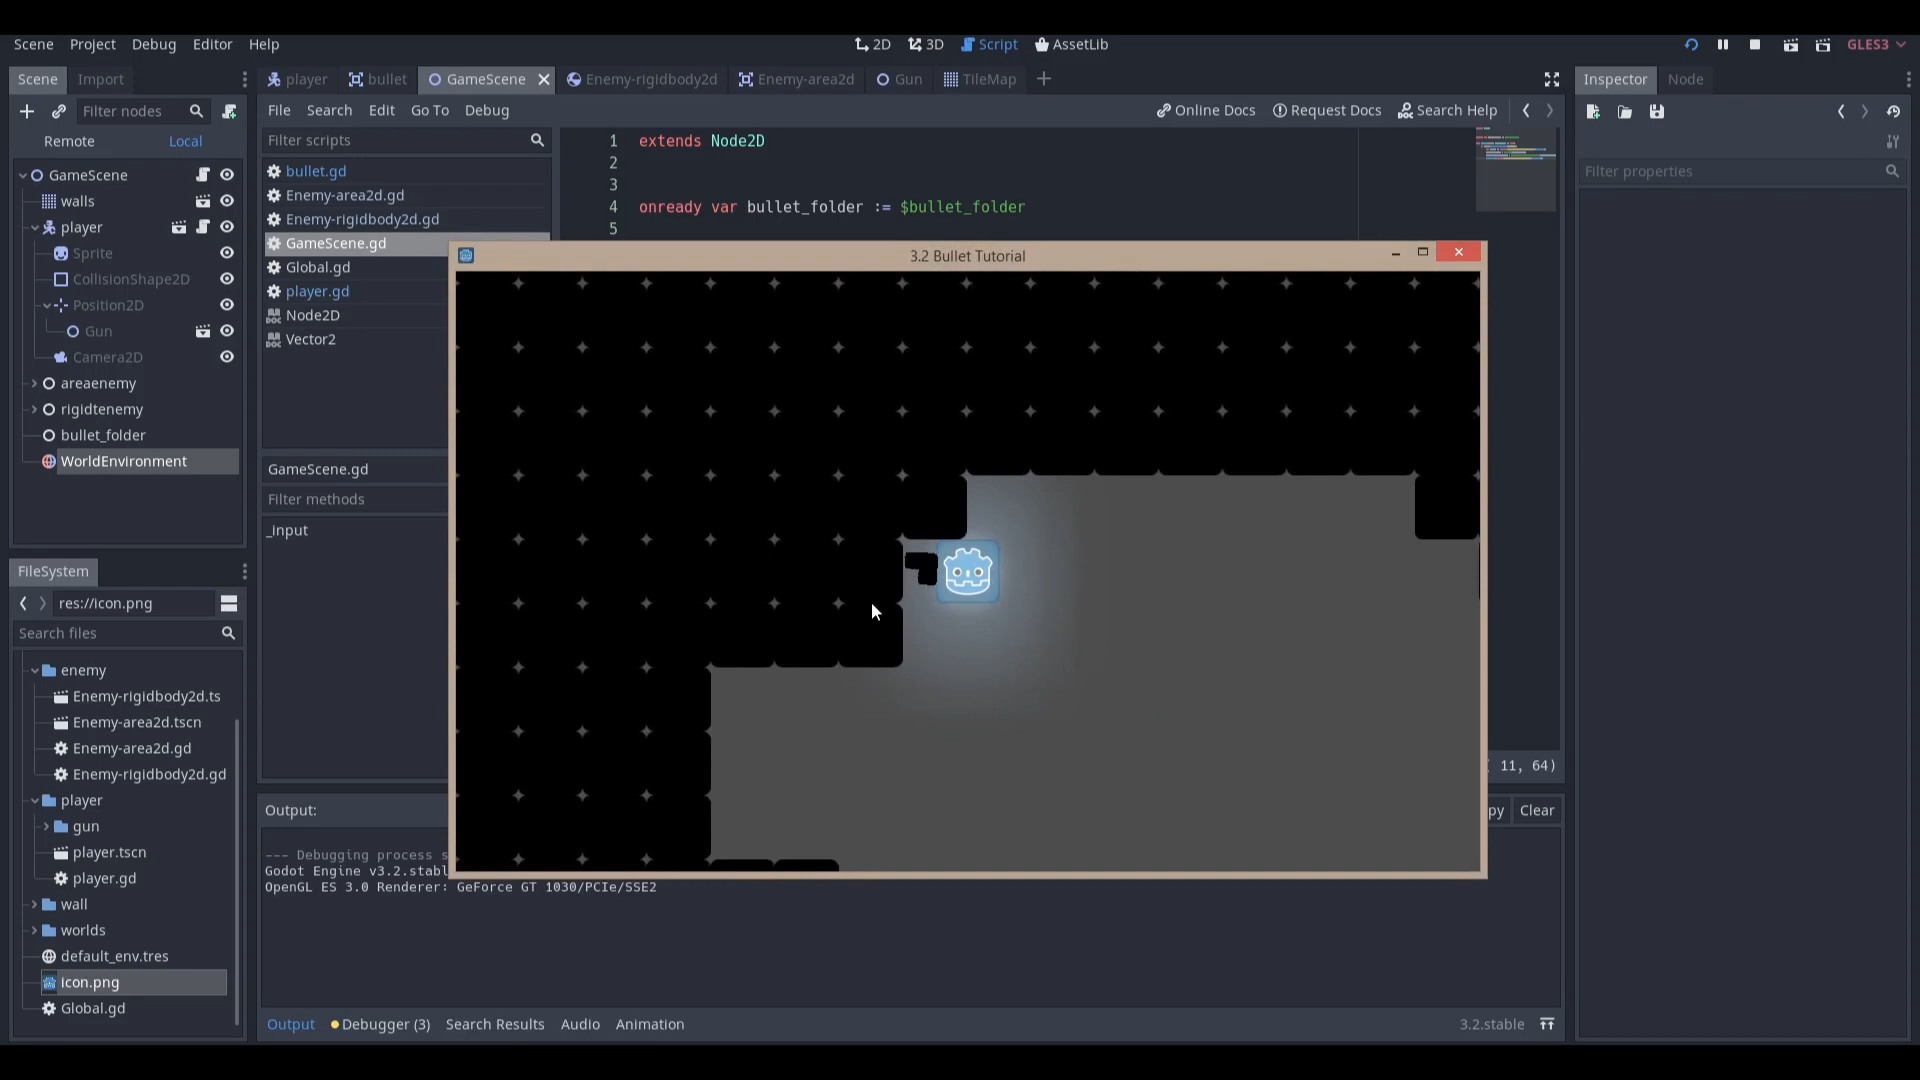 Scene Project Debug Editor Help 2D 3D Script AssetLib GLES3
Scene Import
Filter nodes
Remote Local
GameScene
walls
player
Sprite
CollisionShape2D
Position2D
Gun
Camera2D
areaenemy
rigidtenemy
bullet_folder
WorldEnvironment
FileSystem
res://icon.png
Search files
enemy
Enemy-rigidbody2d.ts
Enemy-area2d.tscn
Enemy-area2d.gd
Enemy-rigidbody2d.gd
player
gun
player.tscn
player.gd
wall
worlds
default_env.tres
icon.png
Global.gd
player bullet GameScene Enemy-rigidbody2d Enemy-area2d Gun TileMap
File Search Edit Go To Debug Online Docs Request Docs Search Help
Filter scripts
bullet.gd
Enemy-area2d.gd
Enemy-rigidbody2d.gd
GameScene.gd
Global.gd
player.gd
Node2D
Vector2
GameScene.gd
Filter methods
_input
1 extends Node2D
2
3
4 onready var bullet_folder := $bullet_folder
5
3.2 Bullet Tutorial
11, 64)
Output: py Clear
--- Debugging process s
Godot Engine v3.2.stabl
OpenGL ES 3.0 Renderer: GeForce GT 1030/PCIe/SSE2
Output Debugger (3) Search Results Audio Animation 3.2.stable
Inspector Node
Filter properties